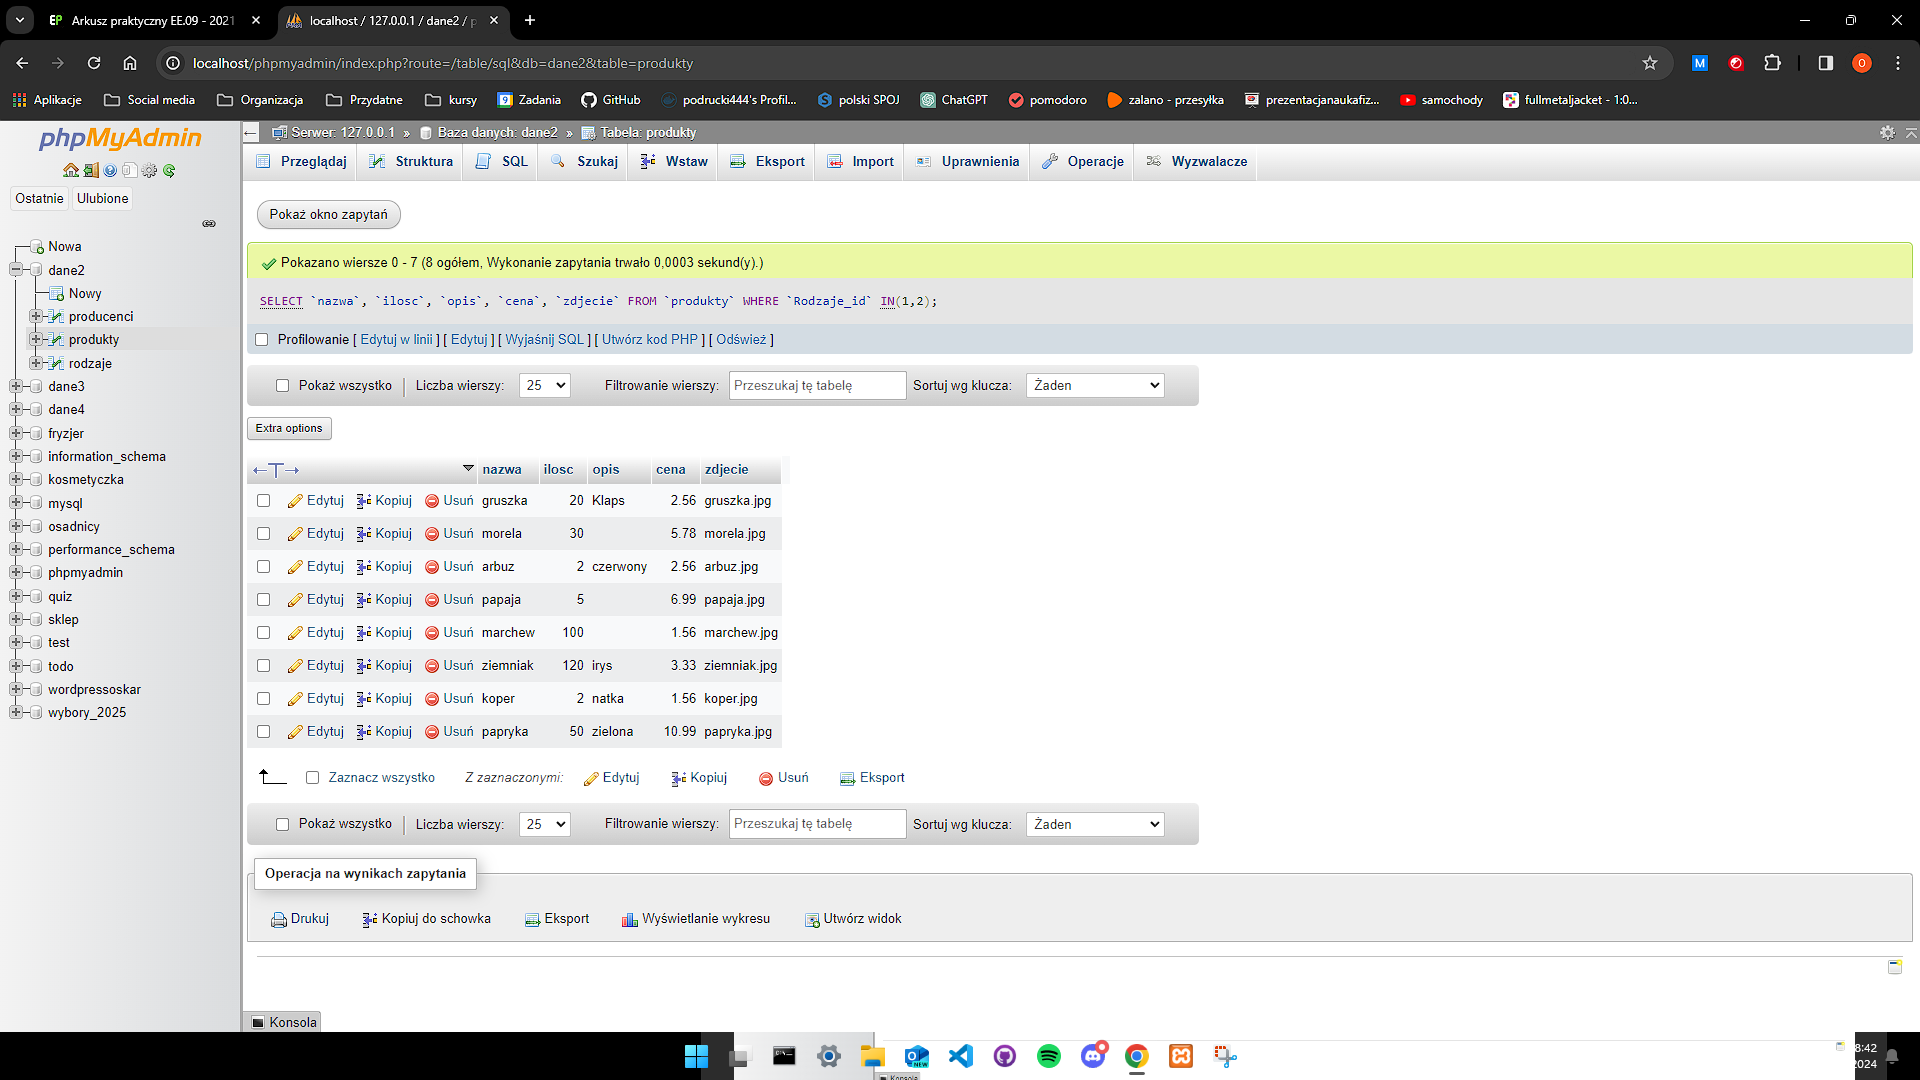 Arkusz praktyczny EE.09 - 2021
localhost / 127.0.0.1 / dane2 / p
localhost/phpmyadmin/index.php?route=/table/sql&db=dane2&table=produkty
Aplikacje
Social media
Organizacja
Przydatne
kursy
Zadania
GitHub
podrucki444's Profil...
polski SPOJ
ChatGPT
pomodoro
zalano - przesyłka
prezentacjanaukafiz...
samochody
fullmetaljacket - 1:0...
phpMyAdmin
Ostatnie
Ulubione
Nowa
dane2
Nowy
producenci
produkty
rodzaje
dane3
dane4
fryzjer
information_schema
kosmetyczka
mysql
osadnicy
performance_schema
phpmyadmin
quiz
sklep
test
todo
wordpressoskar
wybory_2025
Serwer: 127.0.0.1 » Baza danych: dane2 » Tabela: produkty
Przeglądaj
Struktura
SQL
Szukaj
Wstaw
Eksport
Import
Uprawnienia
Operacje
Wyzwalacze
Pokaż okno zapytań
Pokazano wiersze 0 - 7 (8 ogółem, Wykonanie zapytania trwało 0,0003 sekund(y).)
SELECT `nazwa`, `ilosc`, `opis`, `cena`, `zdjecie` FROM `produkty` WHERE `Rodzaje_id` IN(1,2);
Profilowanie [ Edytuj w linii ] [ Edytuj ] [ Wyjaśnij SQL ] [ Utwórz kod PHP ] [ Odśwież ]
Pokaż wszystko | Liczba wierszy: 25 Filtrowanie wierszy: Przeszukaj tę tabelę Sortuj wg klucza: Żaden
Extra options
←T→ nazwa ilosc opis cena zdjecie
Edytuj Kopiuj Usuń gruszka 20 Klaps 2.56 gruszka.jpg
Edytuj Kopiuj Usuń morela 30 5.78 morela.jpg
Edytuj Kopiuj Usuń arbuz 2 czerwony 2.56 arbuz.jpg
Edytuj Kopiuj Usuń papaja 5 6.99 papaja.jpg
Edytuj Kopiuj Usuń marchew 100 1.56 marchew.jpg
Edytuj Kopiuj Usuń ziemniak 120 irys 3.33 ziemniak.jpg
Edytuj Kopiuj Usuń koper 2 natka 1.56 koper.jpg
Edytuj Kopiuj Usuń papryka 50 zielona 10.99 papryka.jpg
Zaznacz wszystko Z zaznaczonymi: Edytuj Kopiuj Usuń Eksport
Pokaż wszystko | Liczba wierszy: 25 Filtrowanie wierszy: Przeszukaj tę tabelę Sortuj wg klucza: Żaden
Operacja na wynikach zapytania
Drukuj Kopiuj do schowka Eksport Wyświetlanie wykresu Utwórz widok
Konsola
Konsola
8:42
2024